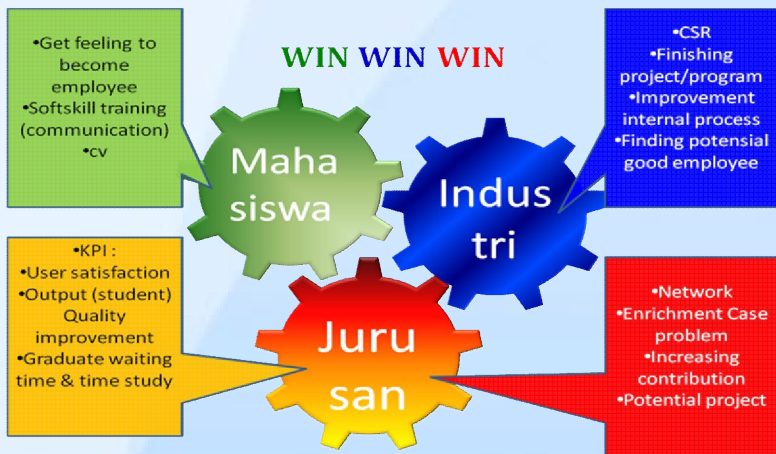 •Get feeling to
become
employee
•Softskill training
(communication)
•cv
WIN WIN WIN
•CSR
•Finishing
project/program
•Improvement
internal process
•Finding potensial
good employee
Maha
siswa
Indus
tri
•KPI :
•User satisfaction
•Output (student)
Quality
improvement
•Graduate waiting
time & time study
Juru
san
•Network
•Enrichment Case
problem
•Increasing
contribution
•Potential project